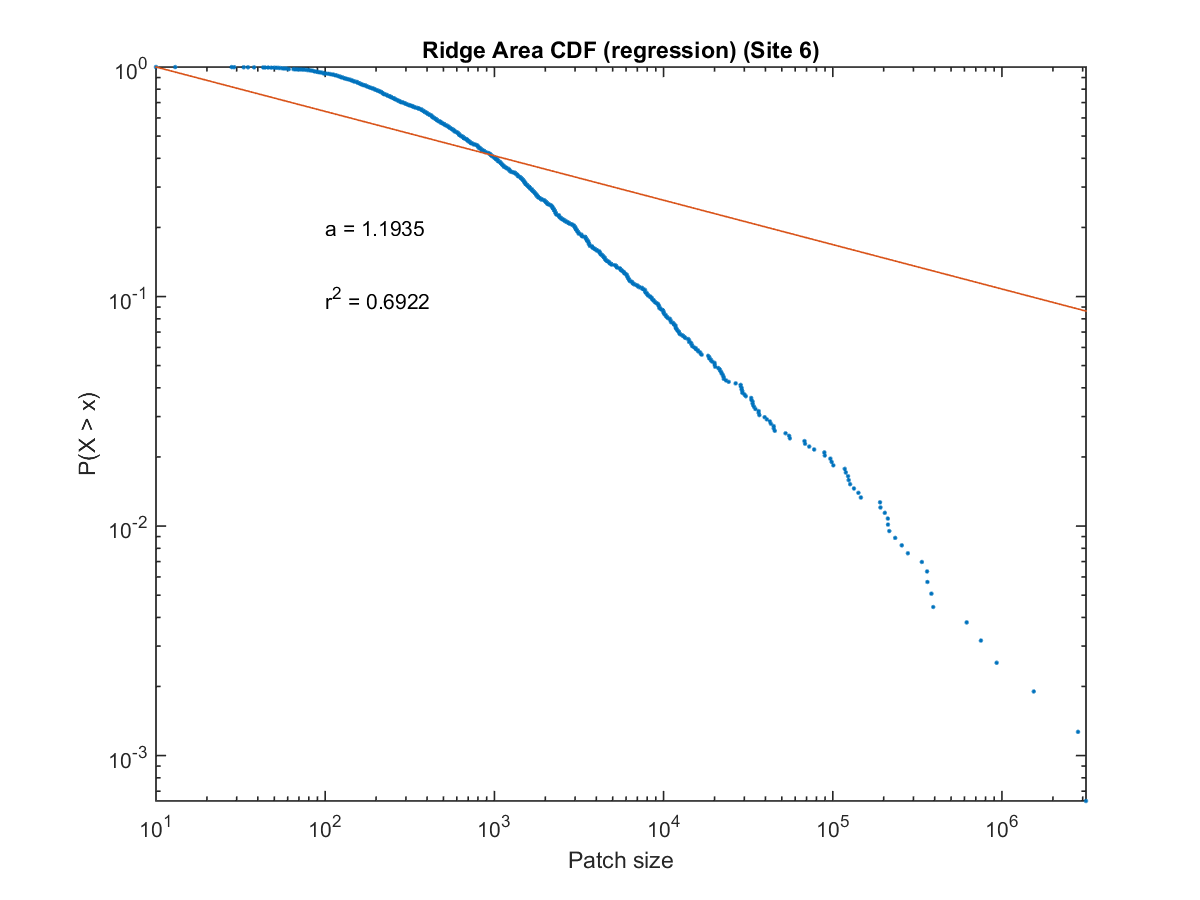 Ridge Area CDF (regression) (Site 6)
10^0
a = 1.1935
r^2 = 0.6922
10^-1
P(X > x)
10^-2
10^-3
10^1 10^2 10^3 10^4 10^5 10^6
Patch size